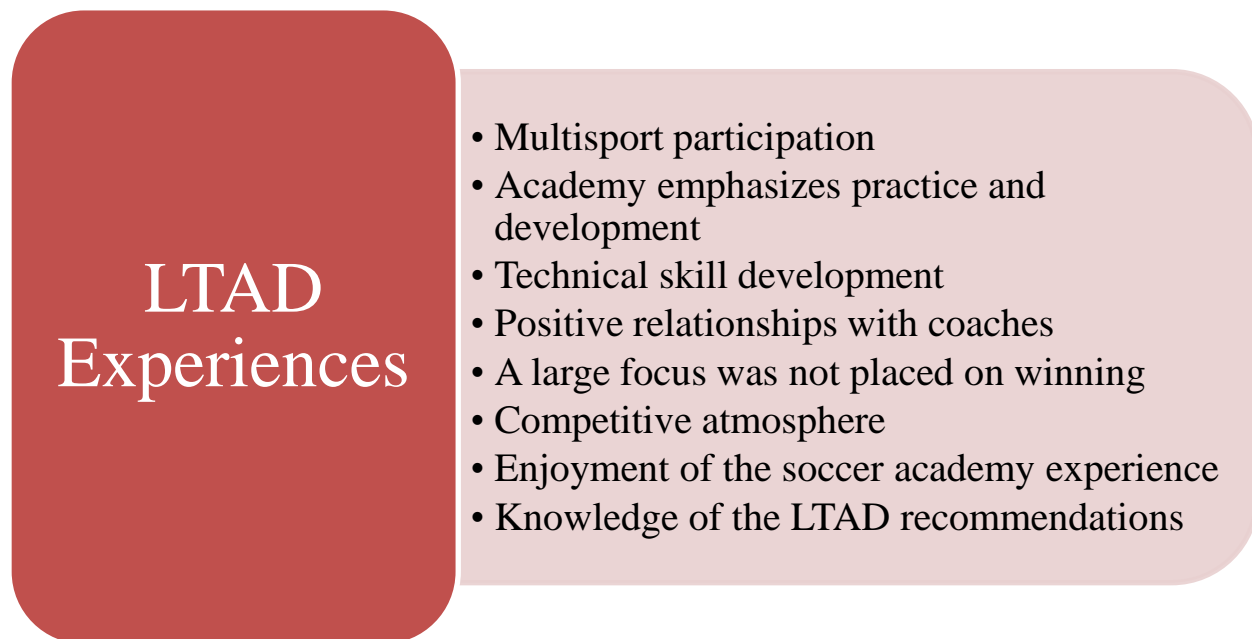 LTAD
Experiences
• Multisport participation
• Academy emphasizes practice and
development
• Technical skill development
• Positive relationships with coaches
• A large focus was not placed on winning
• Competitive atmosphere
• Enjoyment of the soccer academy experience
• Knowledge of the LTAD recommendations